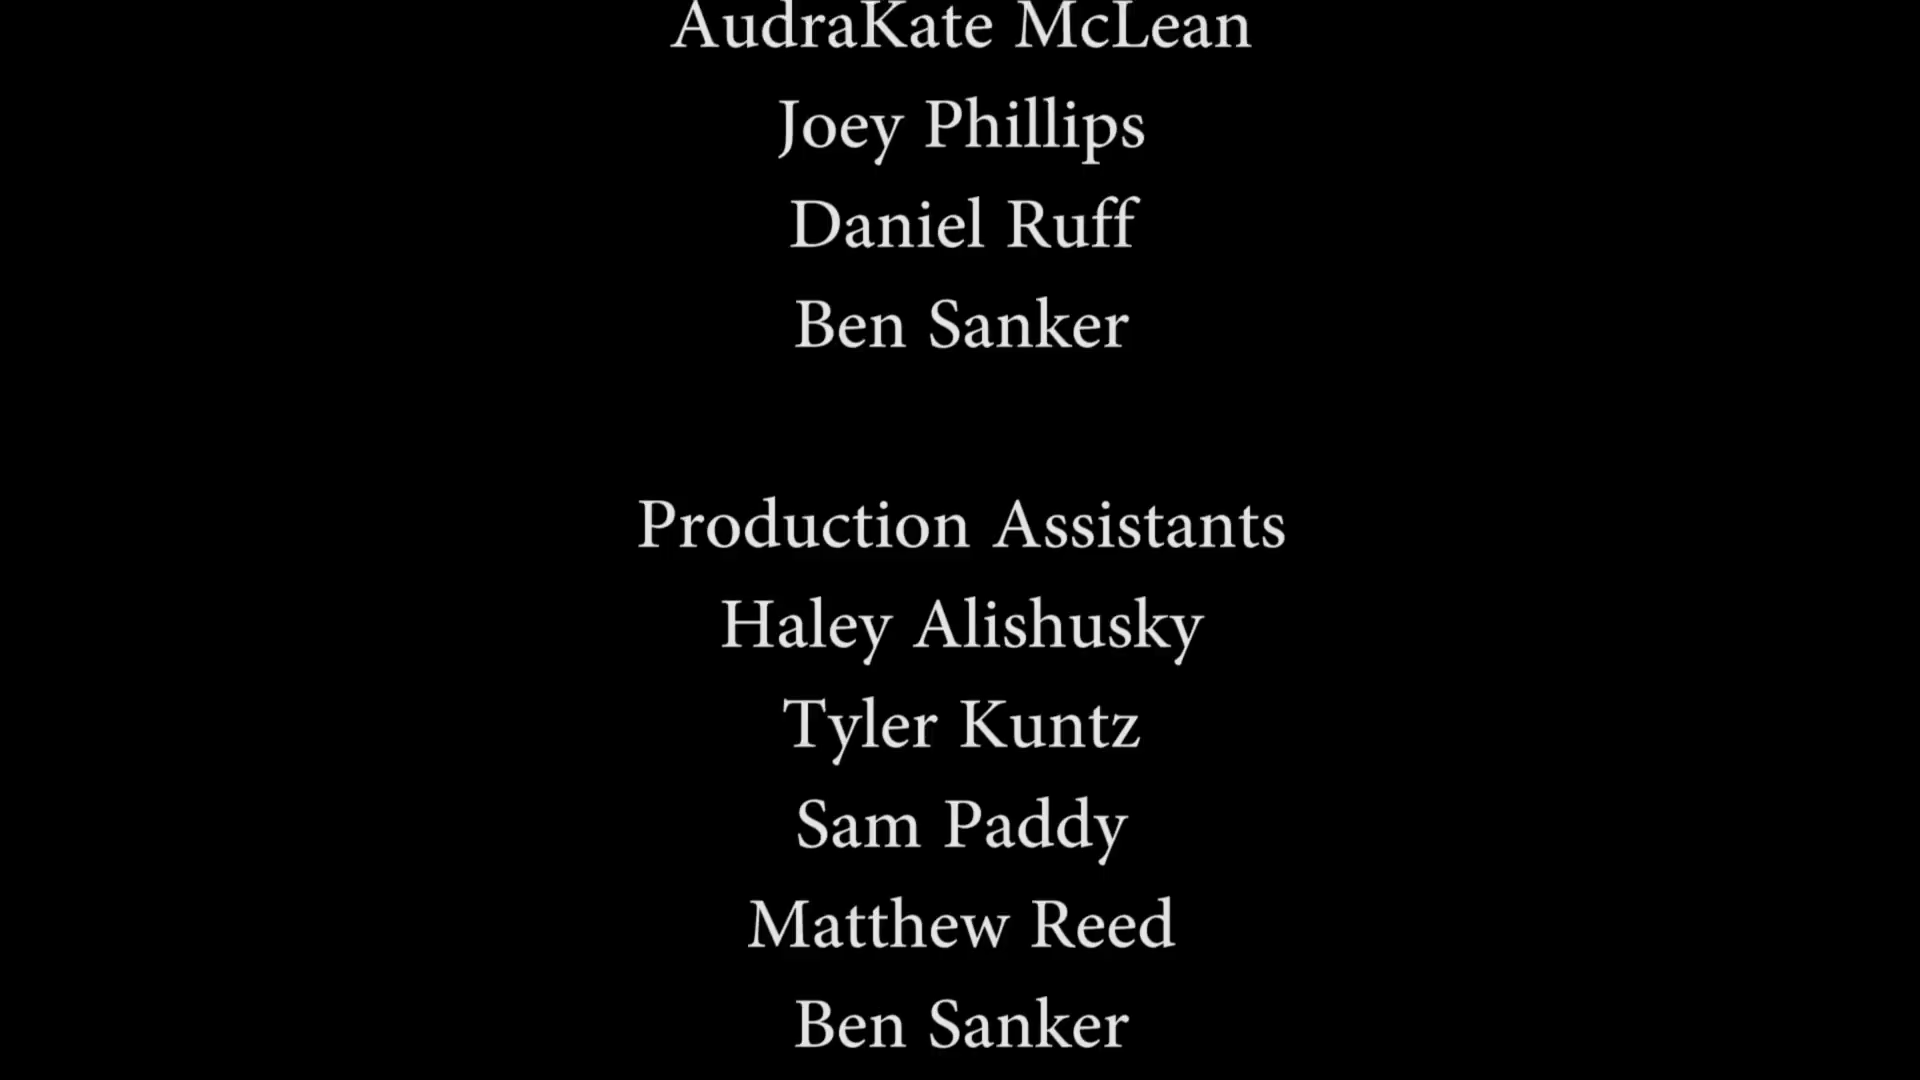 AudraKate McLean
Joey Phillips
Daniel Ruff
Ben Sanker
Production Assistants
Haley Alishusky
Tyler Kuntz
Sam Paddy
Matthew Reed
Ben Sanker